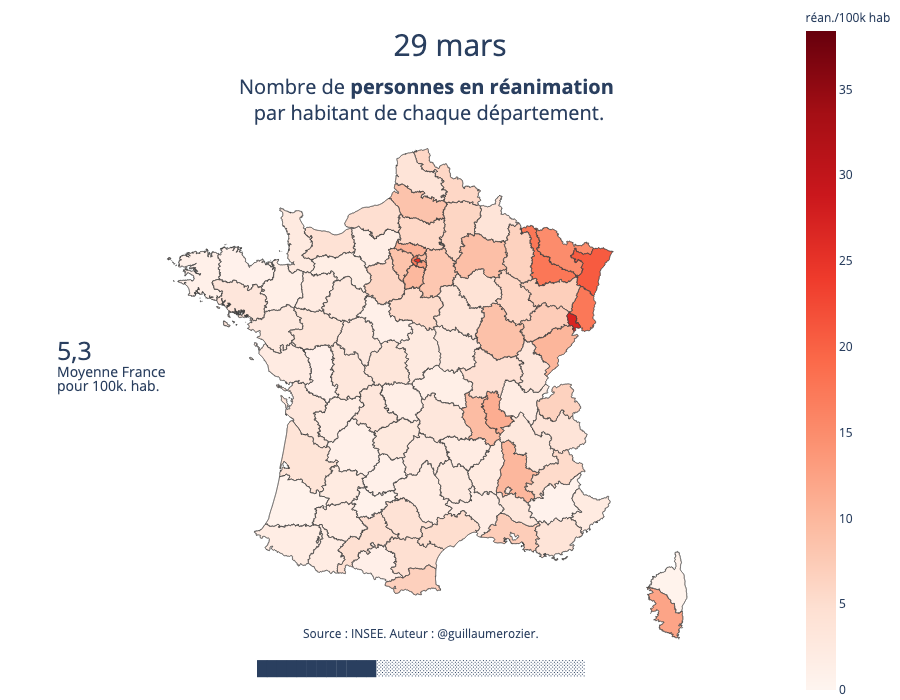 réan./100k hab
29 mars
Nombre de personnes en réanimation
par habitant de chaque département.
35
30
25
20
15
10
5
0
5,3
Moyenne France
pour 100k. hab.
Source : INSEE. Auteur : @guillaumerozier.